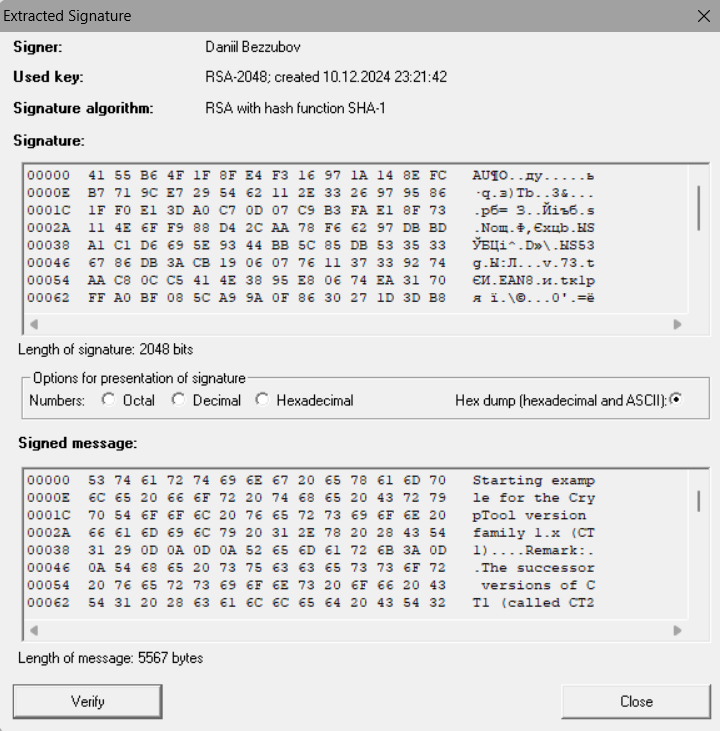 Extracted Signature
Signer: Daniil Bezzubov
Used key: RSA-2048; created 10.12.2024 23:21:42
Signature algorithm: RSA with hash function SHA-1
Signature:
00000 41 55 B6 4F 1F 8F E4 F3 16 97 1A 14 8E FC AU¶O..ду.....ь
0000E B7 71 9C E7 29 54 62 11 2E 33 26 97 95 86 ·q.з)Tb..3&...
0001C 1F F0 E1 3D A0 C7 0D 07 C9 B3 FA E1 8F 73 .рб= З..Йіъб.s
0002A 11 4E 6F F9 88 D4 2C AA 78 F6 62 97 DB BD .Noщ.Ф,Єxцb.Ыѕ
00038 A1 C1 D6 69 5E 93 44 BB 5C 85 DB 53 35 33 ЎБЦi^.D»\.ЫS53
00046 67 86 DB 3A CB 19 06 07 76 11 37 33 92 74 g.Ы:Л...v.73.t
00054 AA C8 0C C5 41 4E 38 95 E8 06 74 EA 31 70 ЄИ.ЕAN8.и.tк1p
00062 FF A0 BF 08 5C A9 9A 0F 86 30 27 1D 3D B8 я ї.\©...0'.=ё
Length of signature: 2048 bits
Options for presentation of signature
Numbers: Octal Decimal Hexadecimal Hex dump (hexadecimal and ASCII):
Signed message:
00000 53 74 61 72 74 69 6E 67 20 65 78 61 6D 70 Starting examp
0000E 6C 65 20 66 6F 72 20 74 68 65 20 43 72 79 le for the Cry
0001C 70 54 6F 6F 6C 20 76 65 72 73 69 6F 6E 20 pTool version
0002A 66 61 6D 69 6C 79 20 31 2E 78 20 28 43 54 family 1.x (CT
00038 31 29 0D 0A 0D 0A 52 65 6D 61 72 6B 3A 0D 1)....Remark:.
00046 0A 54 68 65 20 73 75 63 63 65 73 73 6F 72 .The successor
00054 20 76 65 72 73 69 6F 6E 73 20 6F 66 20 43 versions of C
00062 54 31 20 28 63 61 6C 6C 65 64 20 43 54 32 T1 (called CT2
Length of message: 5567 bytes
Verify Close